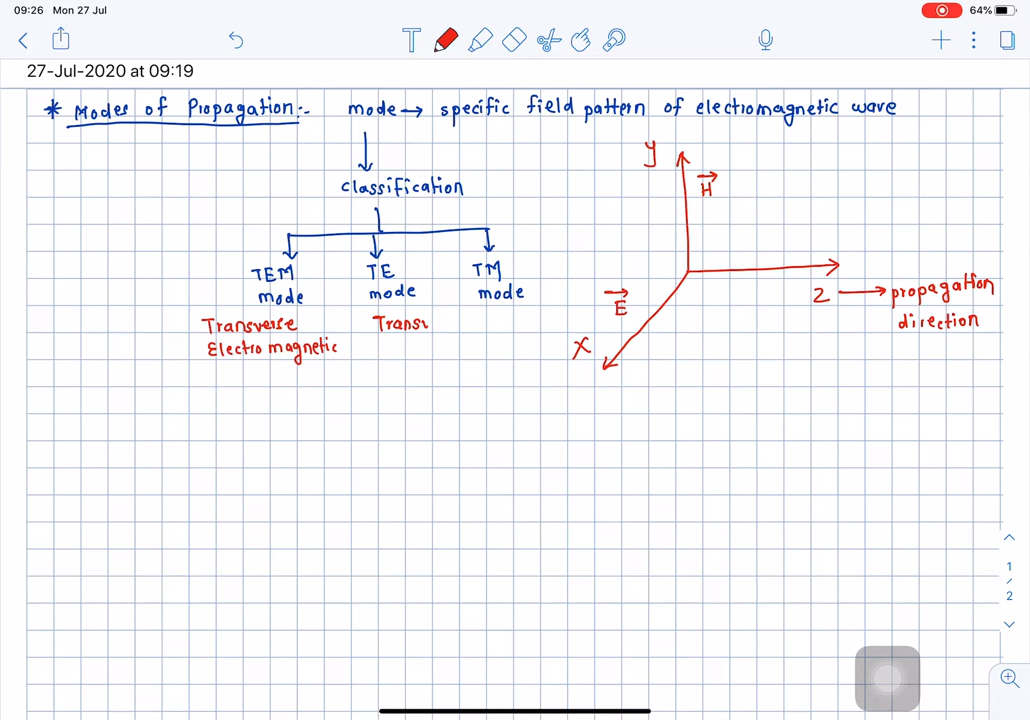 09:26 Mon 27 Jul 64%
27-Jul-2020 at 09:19
* Modes of Propagation:- mode → specific field pattern of electromagnetic wave
classification
TEM mode
TE mode
TM mode
Transverse Electromagnetic
Transv
Y
H
E
X
Z → propagation direction
1
/
2